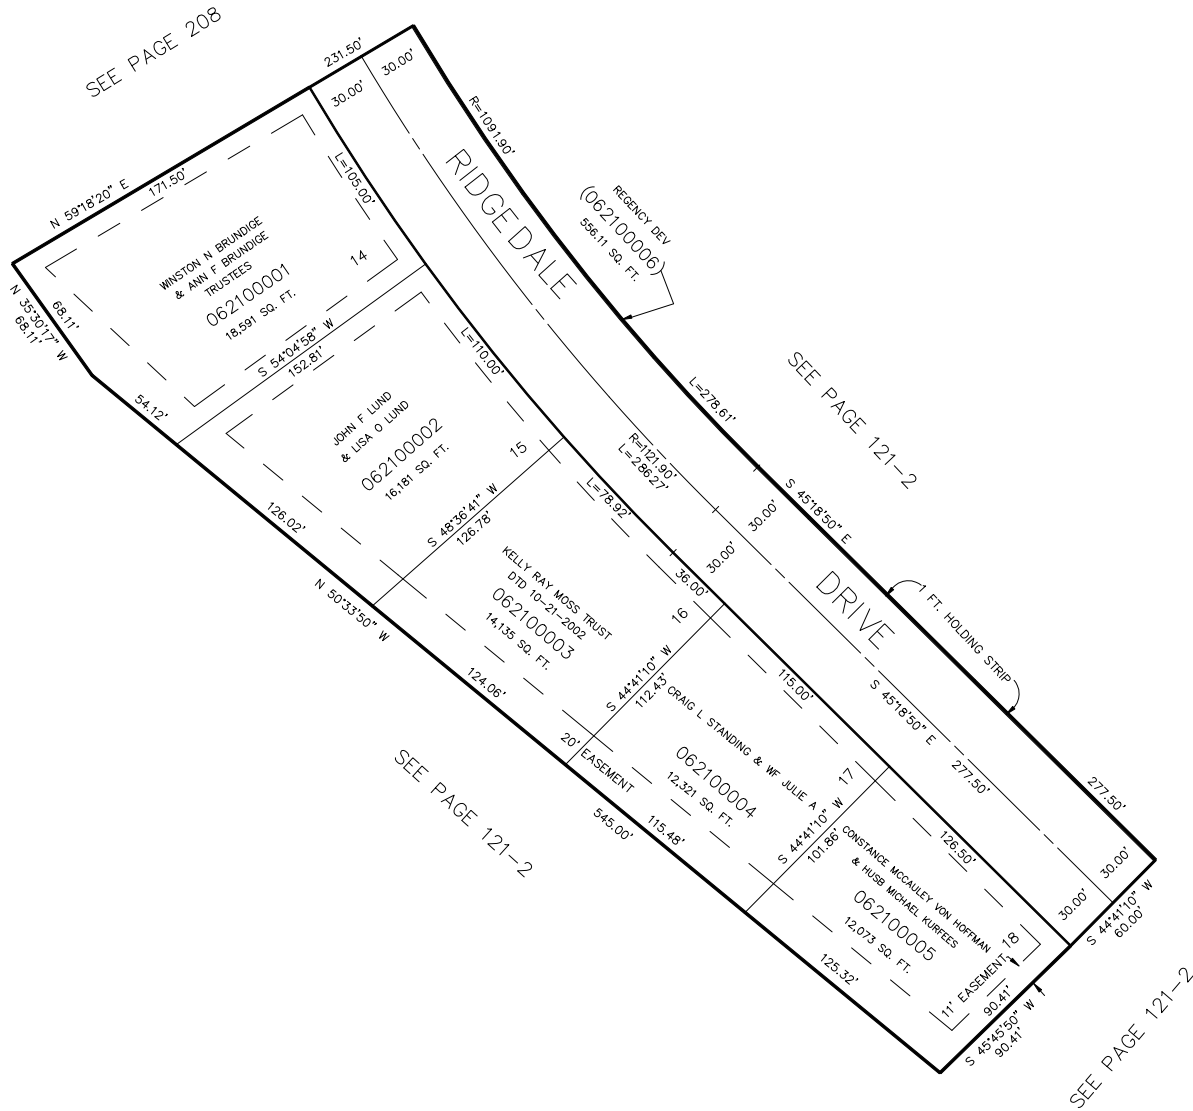 SEE PAGE 208
231.50'
30.00'
30.00'
R=1091.90'
N 59°18'20" E
171.50'
L=105.00'
RIDGEDALE
REGENCY DEV
(062100006)
556.11 SQ. FT.
WINSTON N BRUNDIGE
& ANN F BRUNDIGE
TRUSTEES
062100001
18,591 SQ. FT.
14
N 35°30'17" W
68.11'
68.11'
S 54°04'58" W
152.81'
54.12'
L=110.00'
JOHN F LUND
& LISA O LUND
062100002
16,181 SQ. FT.
15
L=278.61'
SEE PAGE 121-2
R=1121.90'
L=286.27'
L=78.92'
S 48°36'41" W
126.78'
126.02'
30.00'
30.00'
S 45°18'50" E
36.00'
KELLY RAY MOSS TRUST
DTD 10-21-2002
062100003
14,135 SQ. FT.
16
N 50°33'50" W
DRIVE
1 FT. HOLDING STRIP
S 44°41'10" W
112.43'
124.06'
115.00'
S 45°18'50" E
277.50'
277.50'
CRAIG L STANDING & WF JULIE A
062100004
12,321 SQ. FT.
17
20' EASEMENT
SEE PAGE 121-2
545.00'
115.48'
S 44°41'10" W
101.86'
126.50'
CONSTANCE MCCAULEY VON HOFFMAN
& HUSB MICHAEL KURFEES
062100005
12,073 SQ. FT.
18
30.00'
30.00'
S 44°41'10" W
60.00'
125.32'
11' EASEMENT
90.41'
S 45°45'50" W
90.41'
SEE PAGE 121-2